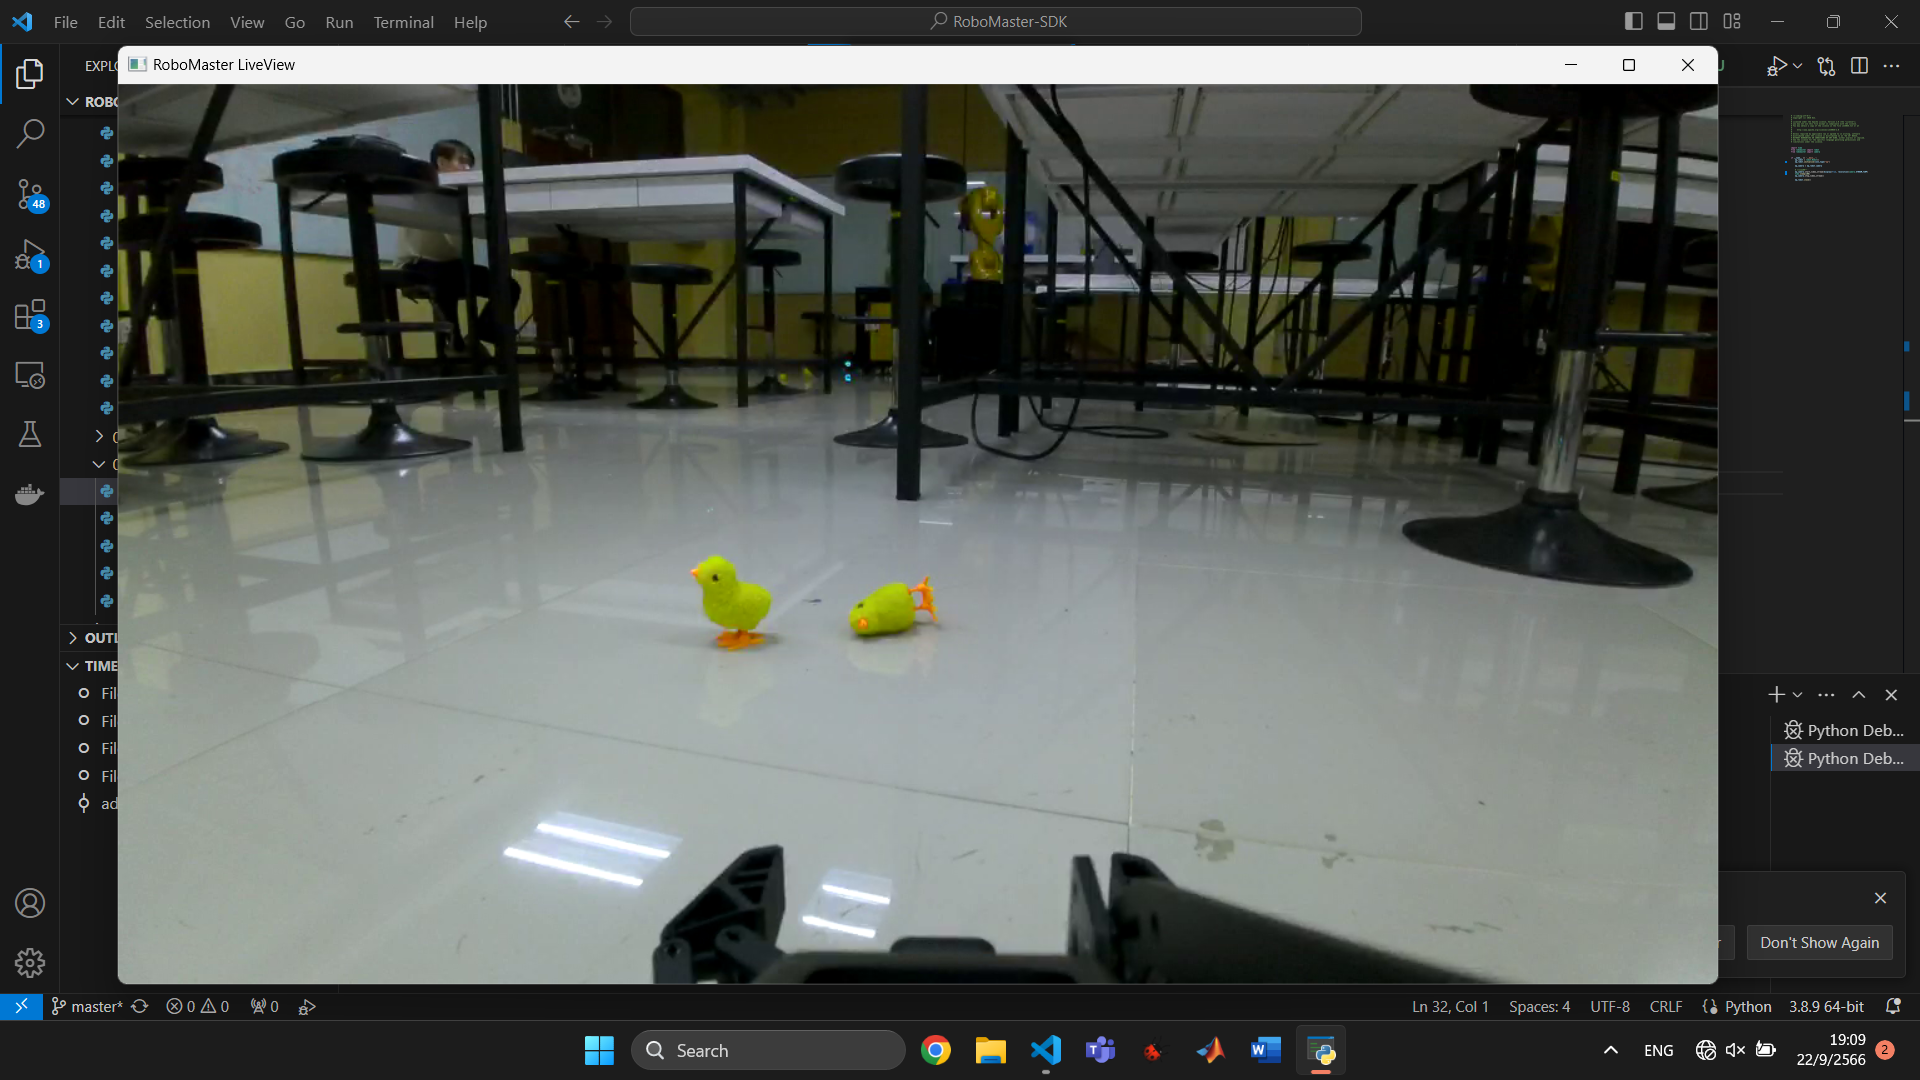 File Edit Selection View Go Run Terminal Help
RoboMaster-SDK
EXPLO
RoboMaster LiveView
U
ROBO
48
1
3
OUTL
TIME
Fil
Fil
Fil
Fil
ad
Python Deb...
Python Deb...
Don't Show Again
master* 0 0 0
Ln 32, Col 1 Spaces: 4 UTF-8 CRLF Python 3.8.9 64-bit
Search
ENG
19:09
22/9/2566
2